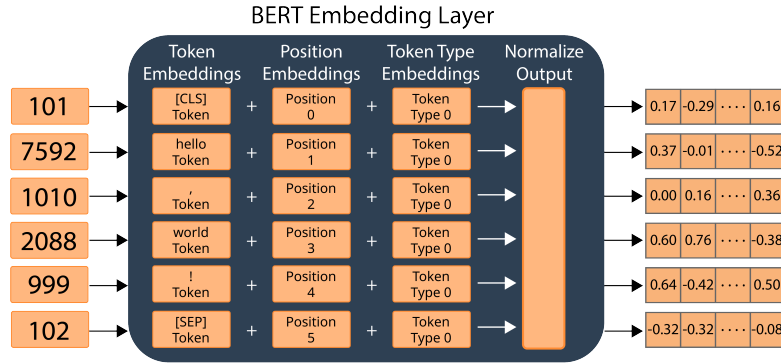 BERT Embedding Layer
Token Position Token Type Normalize
Embeddings Embeddings Embeddings Output
101 [CLS] Token + Position 0 + Token Type 0 0.17 -0.29 ···· 0.16
7592 hello Token + Position 1 + Token Type 0 0.37 -0.01 ···· -0.52
1010 , Token + Position 2 + Token Type 0 0.00 0.16 ···· 0.36
2088 world Token + Position 3 + Token Type 0 0.60 0.76 ···· -0.38
999 ! Token + Position 4 + Token Type 0 0.64 -0.42 ···· 0.50
102 [SEP] Token + Position 5 + Token Type 0 -0.32 -0.32 ···· -0.08